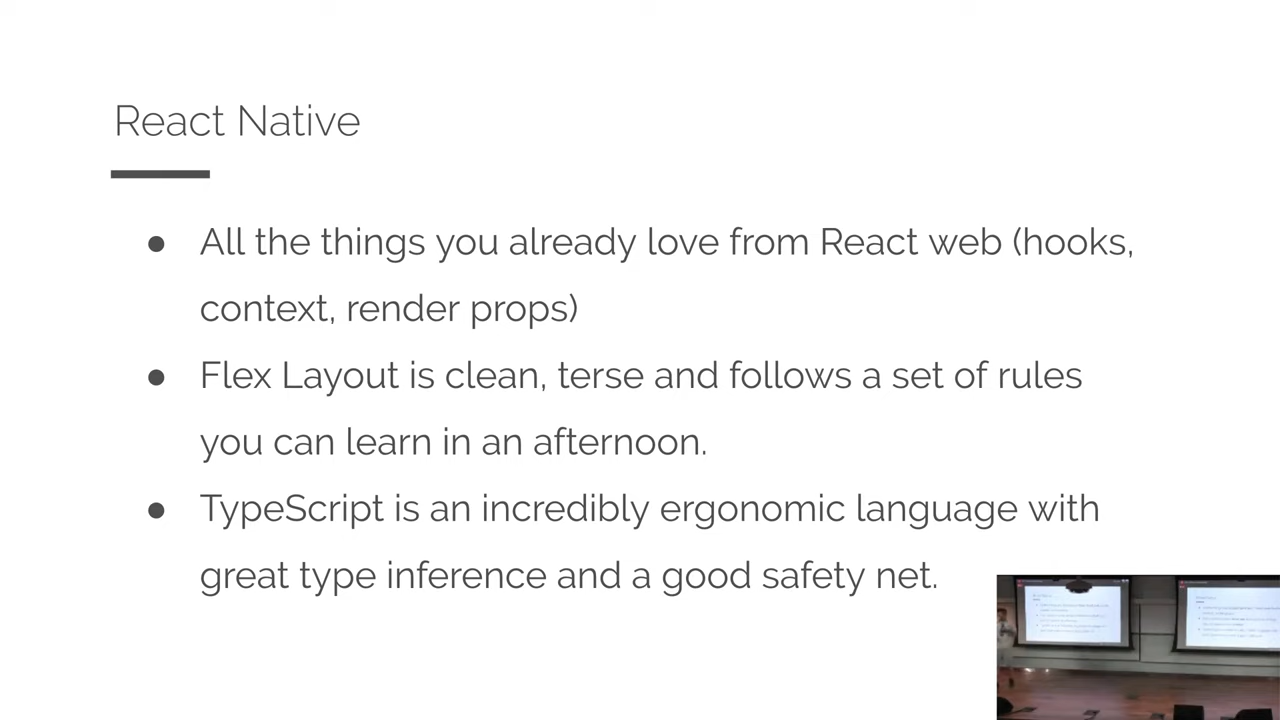 React Native
● All the things you already love from React web (hooks,
context, render props)
● Flex Layout is clean, terse and follows a set of rules
you can learn in an afternoon.
● TypeScript is an incredibly ergonomic language with
great type inference and a good safety net.